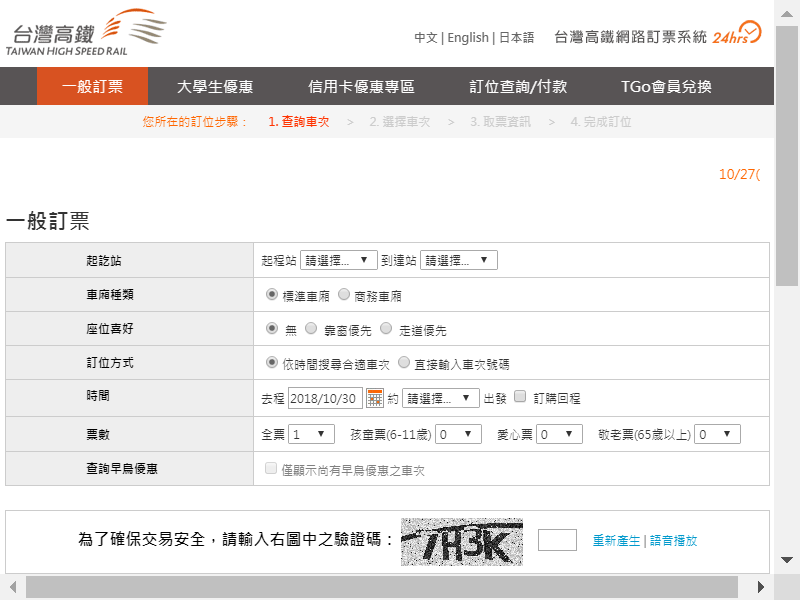 台灣高鐵
TAIWAN HIGH SPEED RAIL
中文 | English | 日本語
台灣高鐵網路訂票系統 24hrs
一般訂票 大學生優惠 信用卡優惠專區 訂位查詢/付款 TGo會員兌換
您所在的訂位步驟： 1. 查詢車次 > 2. 選擇車次 > 3. 取票資訊 > 4. 完成訂位
10/27(
一般訂票
起訖站 起程站 請選擇... 到達站 請選擇...
車廂種類 標準車廂 商務車廂
座位喜好 無 靠窗優先 走道優先
訂位方式 依時間搜尋合適車次 直接輸入車次號碼
時間 去程 2018/10/30 約 請選擇... 出發 訂購回程
票數 全票 1 孩童票(6-11歲) 0 愛心票 0 敬老票(65歲以上) 0
查詢早鳥優惠 僅顯示尚有早鳥優惠之車次
為了確保交易安全，請輸入右圖中之驗證碼： 7H3K 重新產生 | 語音播放